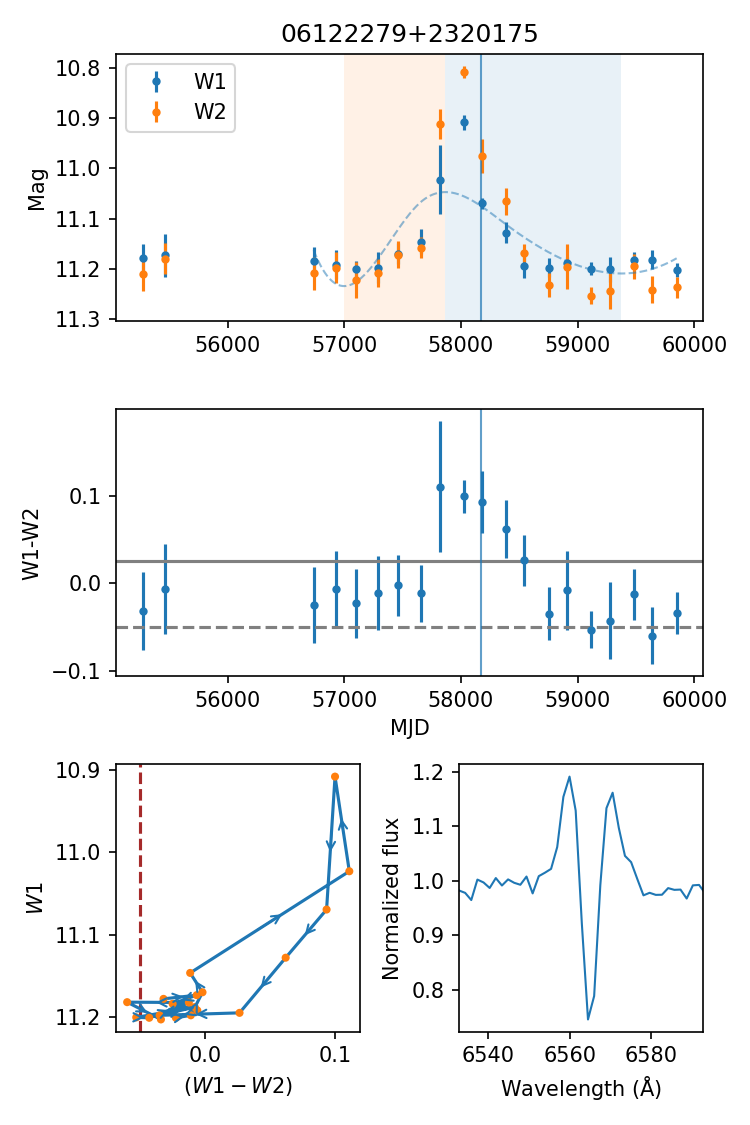 06122279+2320175
W1
W2
Mag
10.8
10.9
11.0
11.1
11.2
11.3
56000 57000 58000 59000 60000
W1-W2
0.1
0.0
−0.1
56000 57000 58000 59000 60000
MJD
W1
10.9
11.0
11.1
11.2
0.0 0.1
(W1 − W2)
Normalized flux
1.2
1.1
1.0
0.9
0.8
6540 6560 6580
Wavelength (Å)